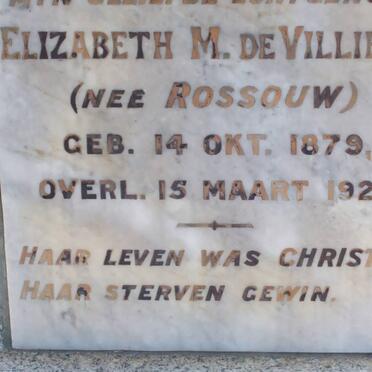 ELIZABETH M. DE VILLIE
(NEE ROSSOUW)
GEB. 14 OKT. 1879,
OVERL. 15 MAART 192
HAAR LEVEN WAS CHRIST
HAAR STERVEN GEWIN.